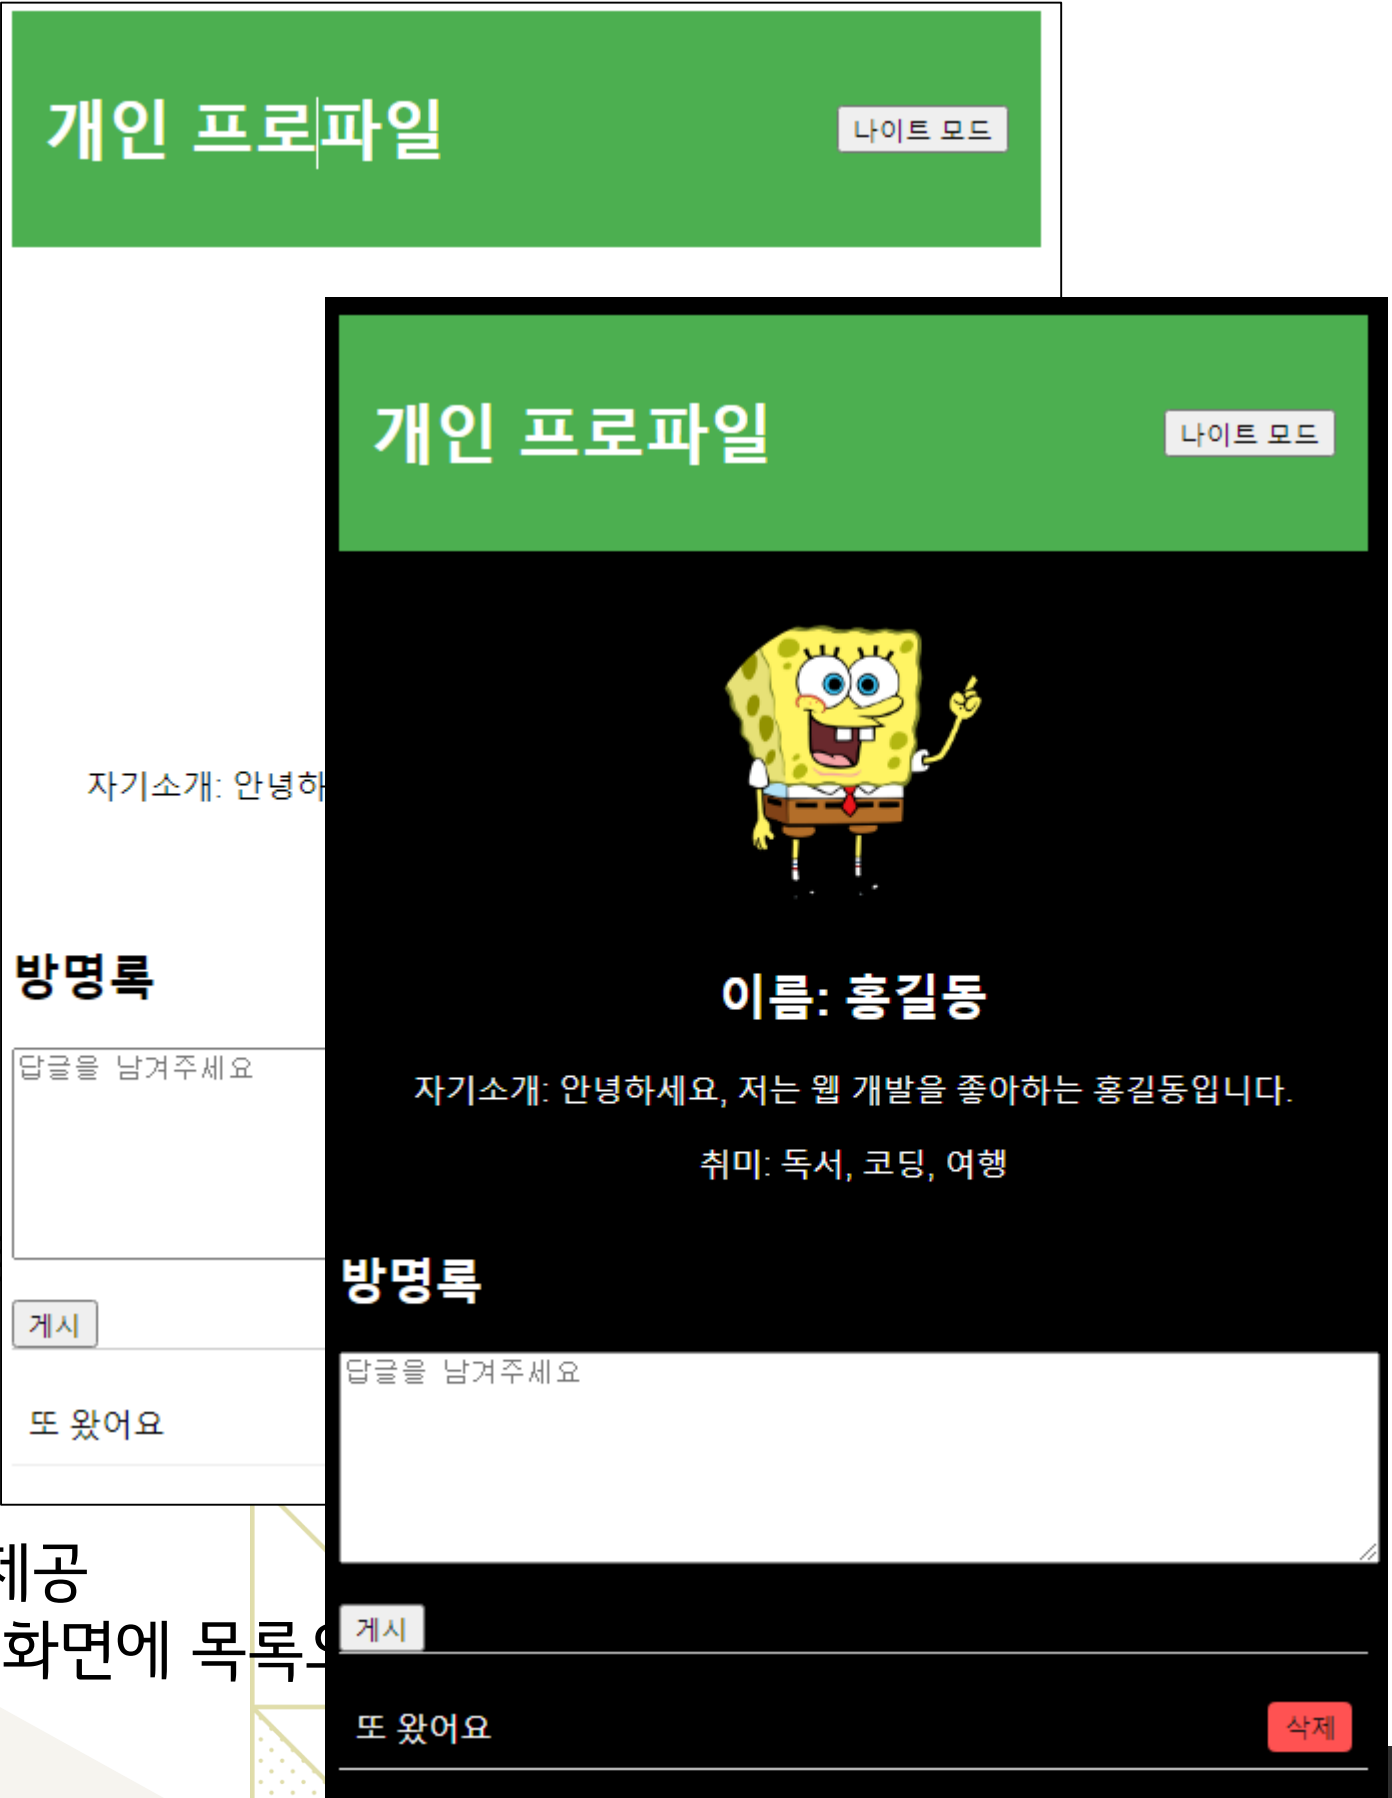 개인 프로파일
나이트 모드
자기소개: 안녕하
방명록
답글을 남겨주세요
게시
또 왔어요
제공
화면에 목록으
개인 프로파일
나이트 모드
이름: 홍길동
자기소개: 안녕하세요, 저는 웹 개발을 좋아하는 홍길동입니다.
취미: 독서, 코딩, 여행
방명록
답글을 남겨주세요
게시
또 왔어요
삭제